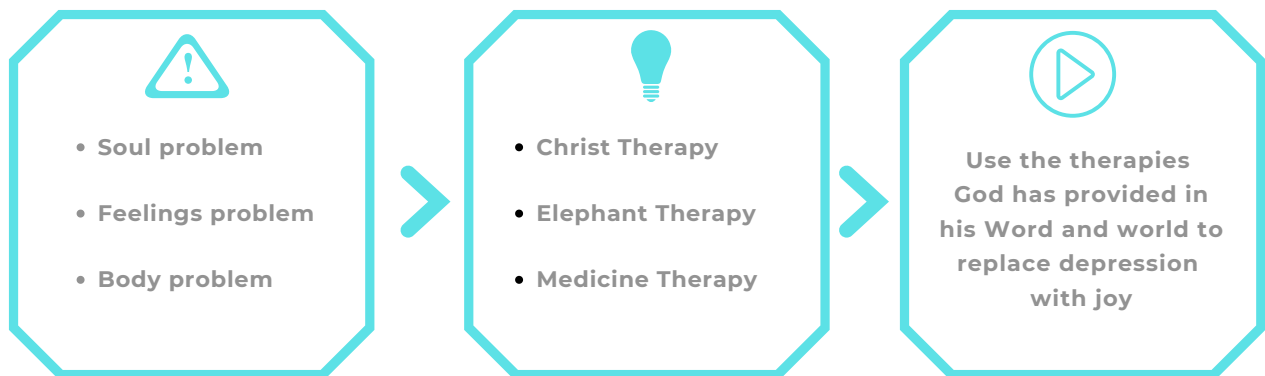 • Soul problem
• Feelings problem
• Body problem
• Christ Therapy
• Elephant Therapy
• Medicine Therapy
Use the therapies
God has provided in
his Word and world to
replace depression
with joy